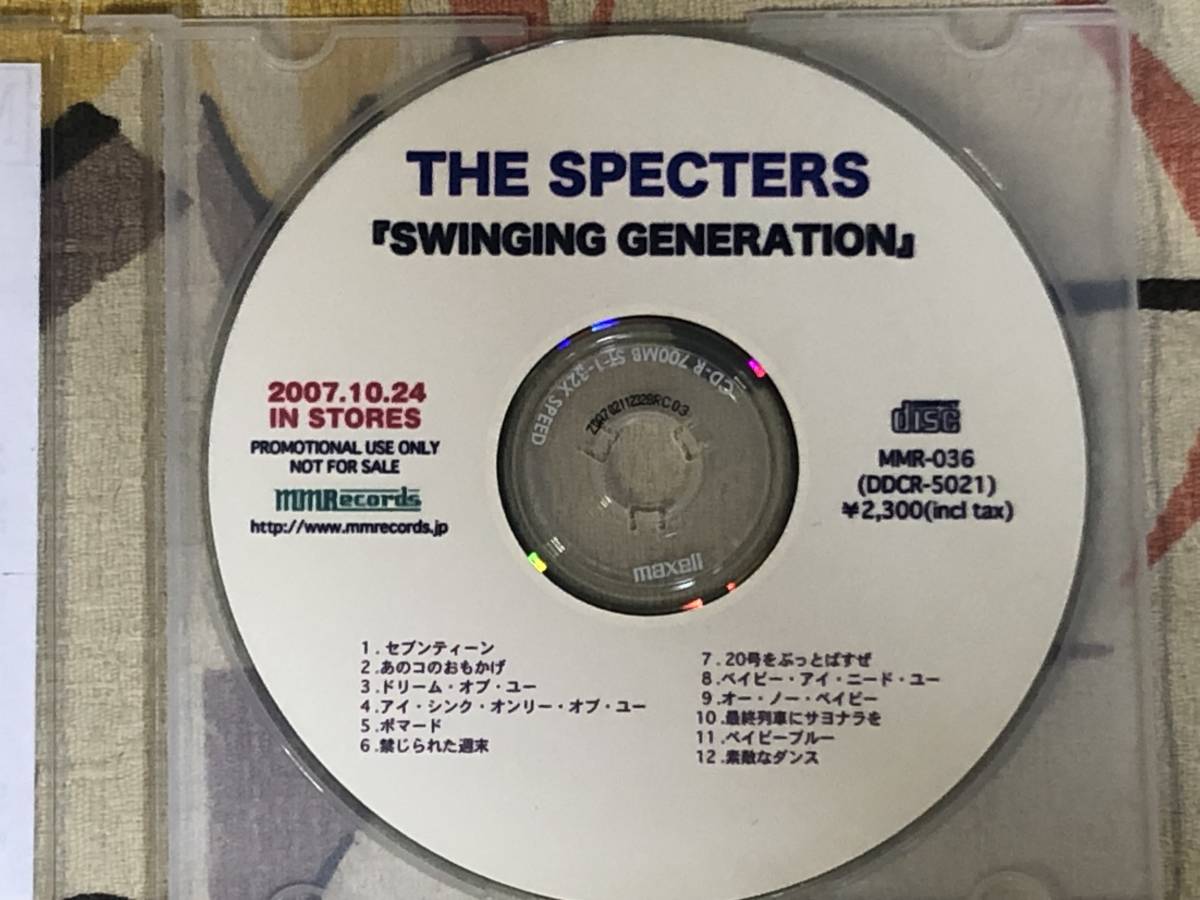 THE SPECTERS
『SWINGING GENERATION』
2007.10.24
IN STORES
PROMOTIONAL USE ONLY
NOT FOR SALE
MMRecords
http://www.mmrecords.jp
CD-R 700MB 1-32X SPEED
maxell
disc
MMR-036
(DDCR-5021)
¥2,300(incl tax)
1.セブンティーン
2.あのコのおもかげ
3.ドリーム・オブ・ユー
4.アイ・シンク・オンリー・オブ・ユー
5.ポマード
6.禁じられた週末
7.20号をぶっとばすぜ
8.ベイビー・アイ・ニード・ユー
9.オー・ノー・ベイビー
10.最終列車にサヨナラを
11.ベイビーブルー
12.素敵なダンス